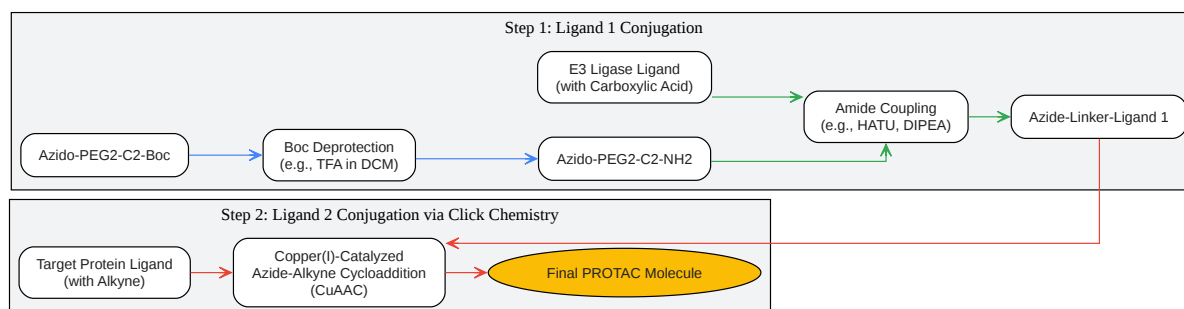 Step 1: Ligand 1 Conjugation
E3 Ligase Ligand
(with Carboxylic Acid)
Amide Coupling
(e.g., HATU, DIPEA)
Azide-Linker-Ligand 1
Azido-PEG2-C2-Boc
Boc Deprotection
(e.g., TFA in DCM)
Azido-PEG2-C2-NH2
Step 2: Ligand 2 Conjugation via Click Chemistry
Target Protein Ligand
(with Alkyne)
Copper(I)-Catalyzed
Azide-Alkyne Cycloaddition
(CuAAC)
Final PROTAC Molecule